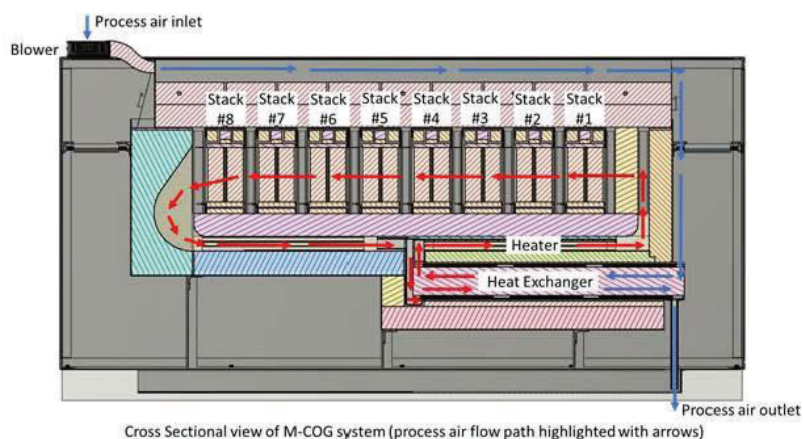 Process air inlet
Blower
Stack Stack Stack Stack Stack Stack Stack Stack
#8 #7 #6 #5 #4 #3 #2 #1
Heater
Heat Exchanger
Process air outlet
Cross Sectional view of M-COG system (process air flow path highlighted with arrows)